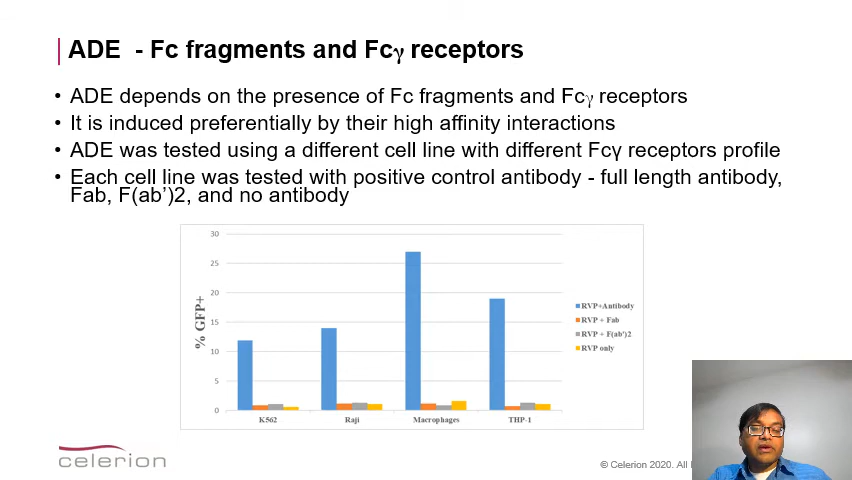 ADE - Fc fragments and Fcγ receptors
• ADE depends on the presence of Fc fragments and Fcγ receptors
• It is induced preferentially by their high affinity interactions
• ADE was tested using a different cell line with different Fcγ receptors profile
• Each cell line was tested with positive control antibody - full length antibody,
Fab, F(ab’)2, and no antibody
30
25
20
15
10
5
0
% GFP+
K562 Raji Macrophages THP-1
RVP+Antibody
RVP + Fab
RVP + F(ab')2
RVP only
celerion
© Celerion 2020. All